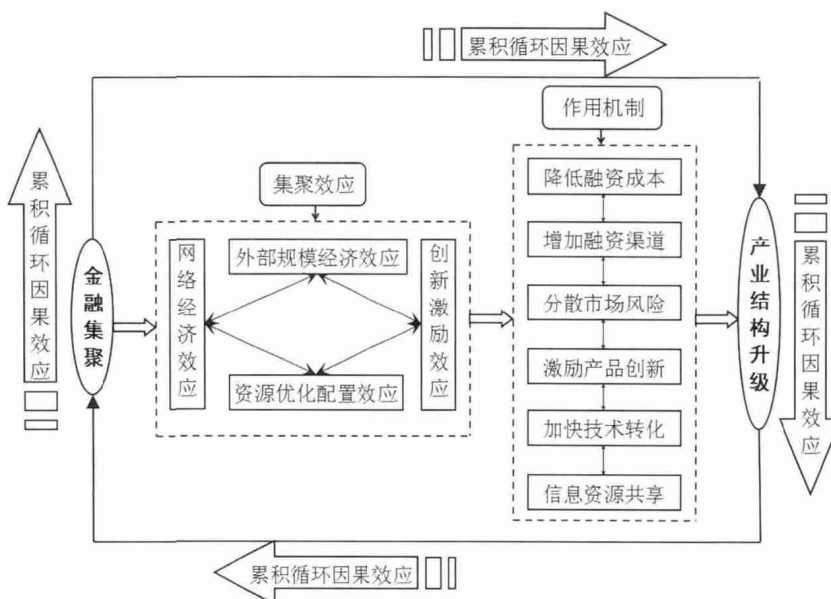 累积循环因果效应
作用机制
降低融资成本
增加融资渠道
分散市场风险
激励产品创新
加快技术转化
信息资源共享
集聚效应
网络经济效应
外部规模经济效应
资源优化配置效应
创新激励效应
累积循环因果效应
金融集聚
产业结构升级
累积循环因果效应
累积循环因果效应